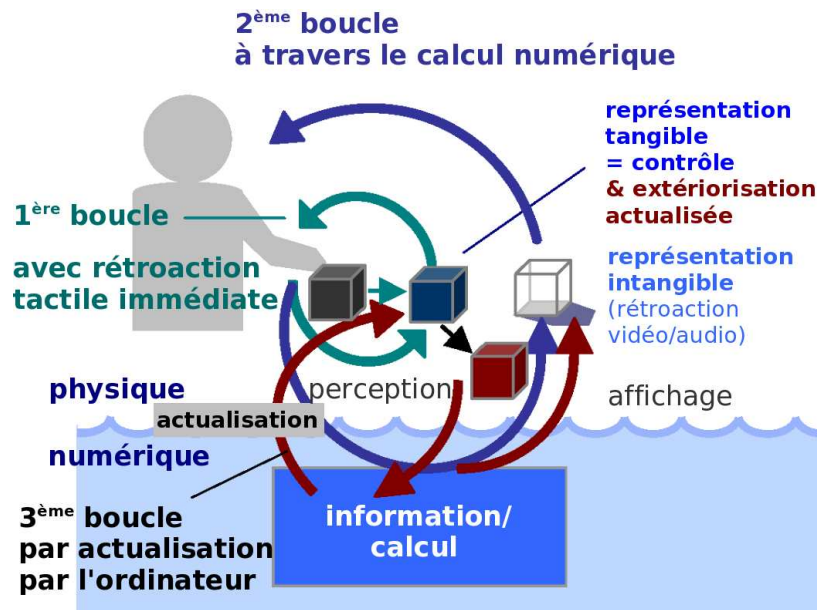 2ème boucle
à travers le calcul numérique
représentation
tangible
= contrôle
& extériorisation
actualisée
1ère boucle
avec rétroaction
tactile immédiate
représentation
intangible
(rétroaction
vidéo/audio)
physique
perception
affichage
actualisation
numérique
3ème boucle
par actualisation
par l'ordinateur
information/
calcul